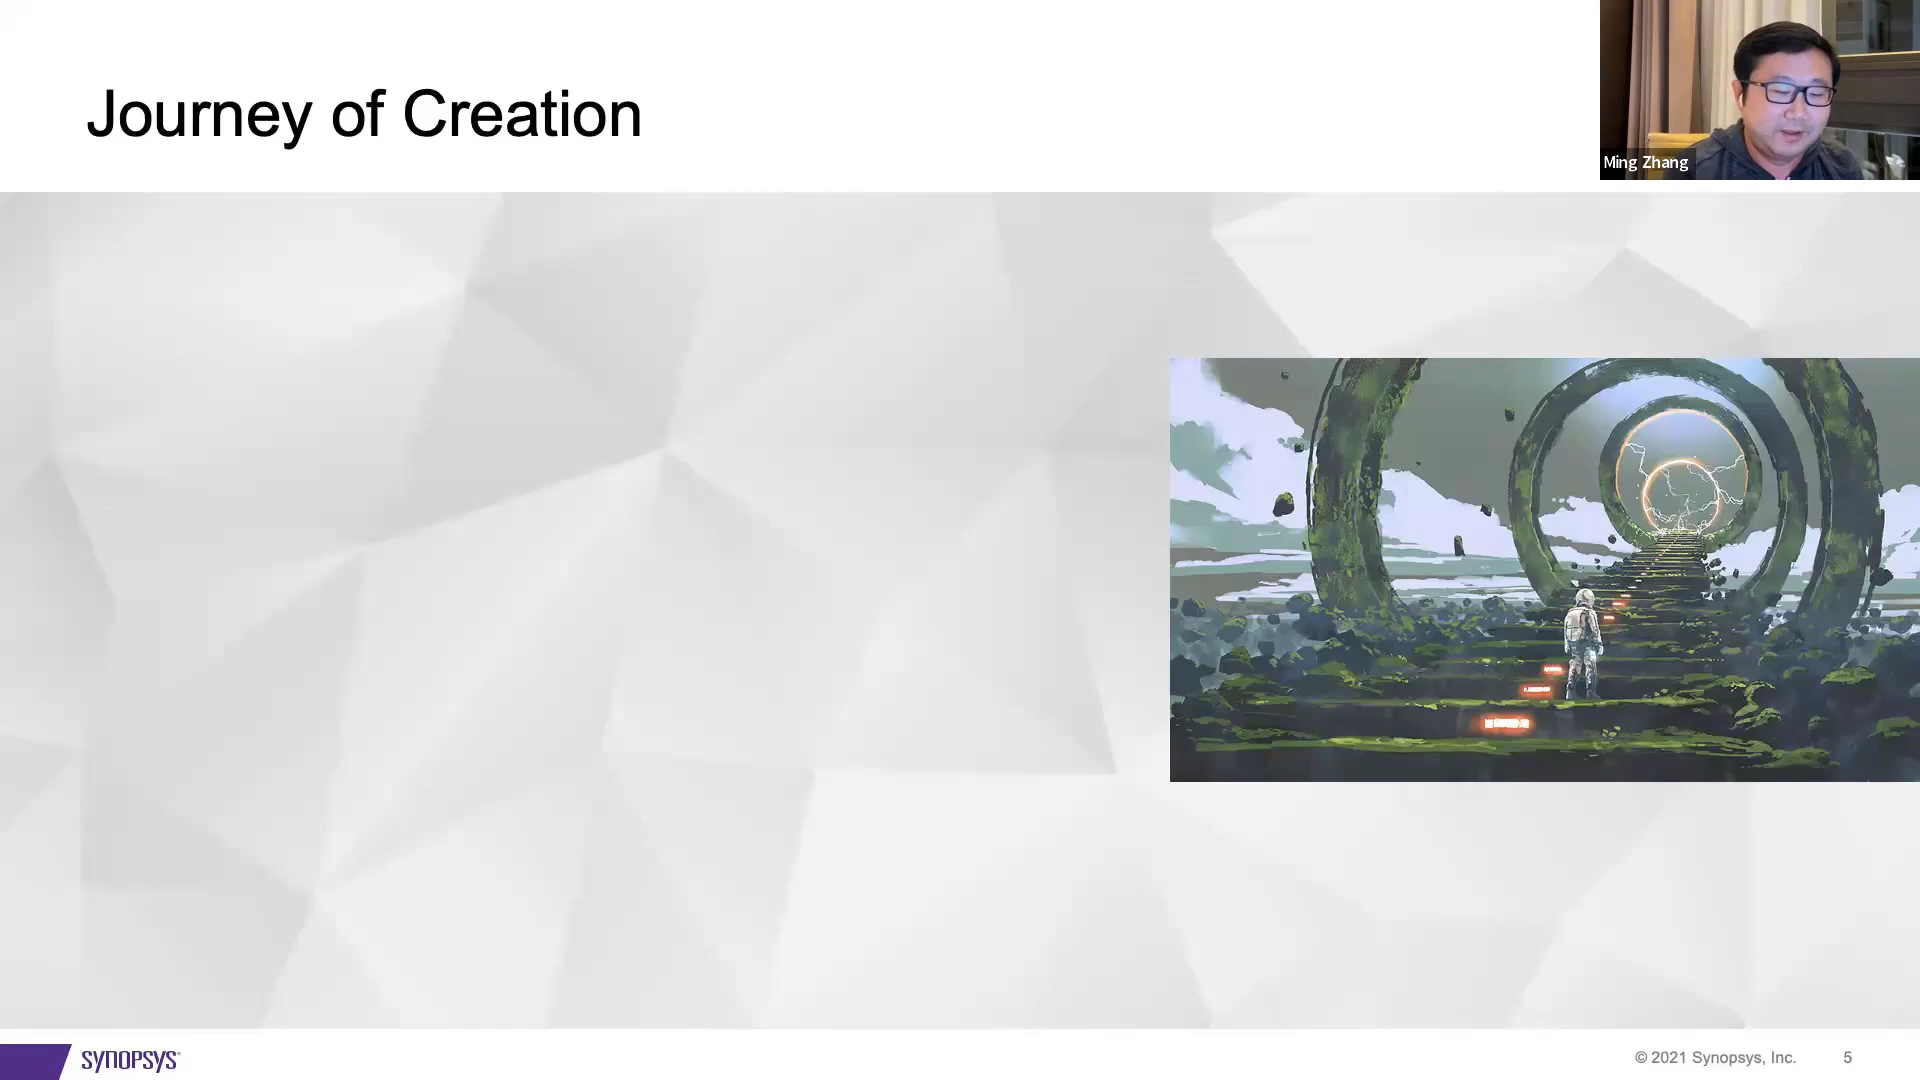 Journey of Creation
Ming Zhang
SYNOPSYS
© 2021 Synopsys, Inc.
5